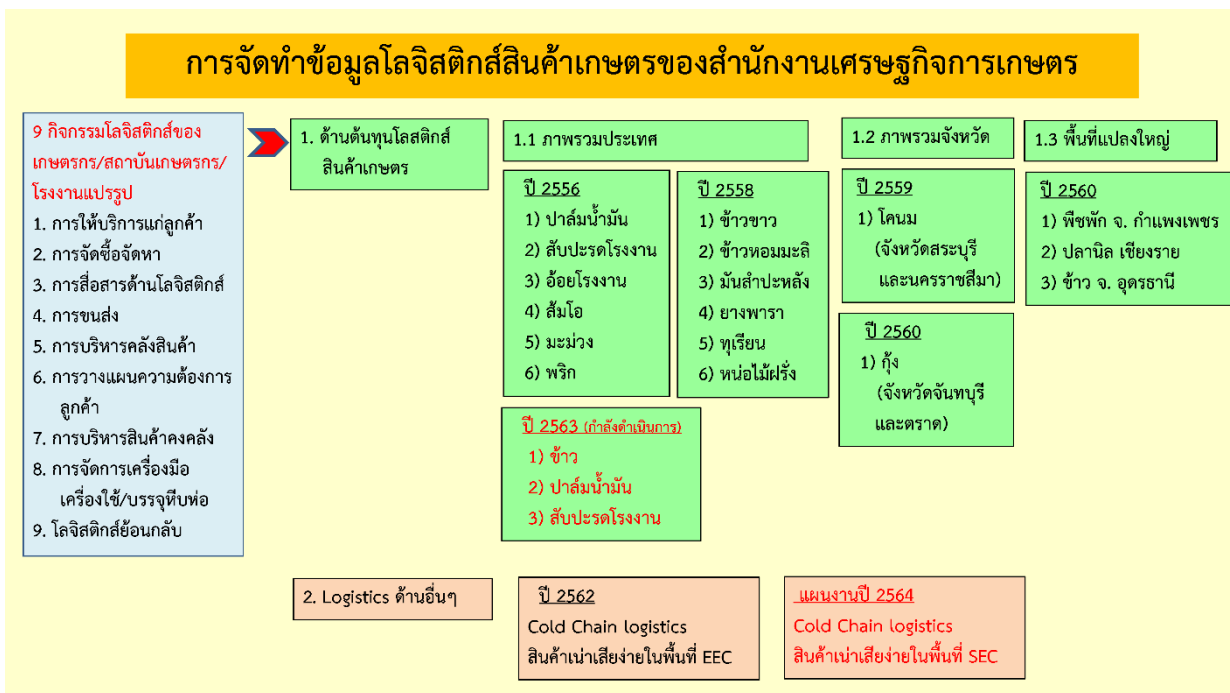 การจัดทำข้อมูลโลจิสติกส์สินค้าเกษตรของสำนักงานเศรษฐกิจการเกษตร
9 กิจกรรมโลจิสติกส์ของ
เกษตรกร/สถาบันเกษตรกร/
โรงงานแปรรูป
1. การให้บริการแก่ลูกค้า
2. การจัดซื้อจัดหา
3. การสื่อสารด้านโลจิสติกส์
4. การขนส่ง
5. การบริหารคลังสินค้า
6. การวางแผนความต้องการ
ลูกค้า
7. การบริหารสินค้าคงคลัง
8. การจัดการเครื่องมือ
เครื่องใช้/บรรจุหีบห่อ
9. โลจิสติกส์ย้อนกลับ
1. ด้านต้นทุนโลสติกส์
สินค้าเกษตร
1.1 ภาพรวมประเทศ
ปี 2556
1) ปาล์มน้ำมัน
2) สับปะรดโรงงาน
3) อ้อยโรงงาน
4) ส้มโอ
5) มะม่วง
6) พริก
ปี 2558
1) ข้าวขาว
2) ข้าวหอมมะลิ
3) มันสำปะหลัง
4) ยางพารา
5) ทุเรียน
6) หน่อไม้ฝรั่ง
ปี 2563 (กำลังดำเนินการ)
1) ข้าว
2) ปาล์มน้ำมัน
3) สับปะรดโรงงาน
1.2 ภาพรวมจังหวัด
ปี 2559
1) โคนม
(จังหวัดสระบุรี
และนครราชสีมา)
ปี 2560
1) กุ้ง
(จังหวัดจันทบุรี
และตราด)
1.3 พื้นที่แปลงใหญ่
ปี 2560
1) พืชผัก จ. กำแพงเพชร
2) ปลานิล เชียงราย
3) ข้าว จ. อุดรธานี
2. Logistics ด้านอื่นๆ
ปี 2562
Cold Chain logistics
สินค้าเน่าเสียง่ายในพื้นที่ EEC
แผนงานปี 2564
Cold Chain logistics
สินค้าเน่าเสียง่ายในพื้นที่ SEC